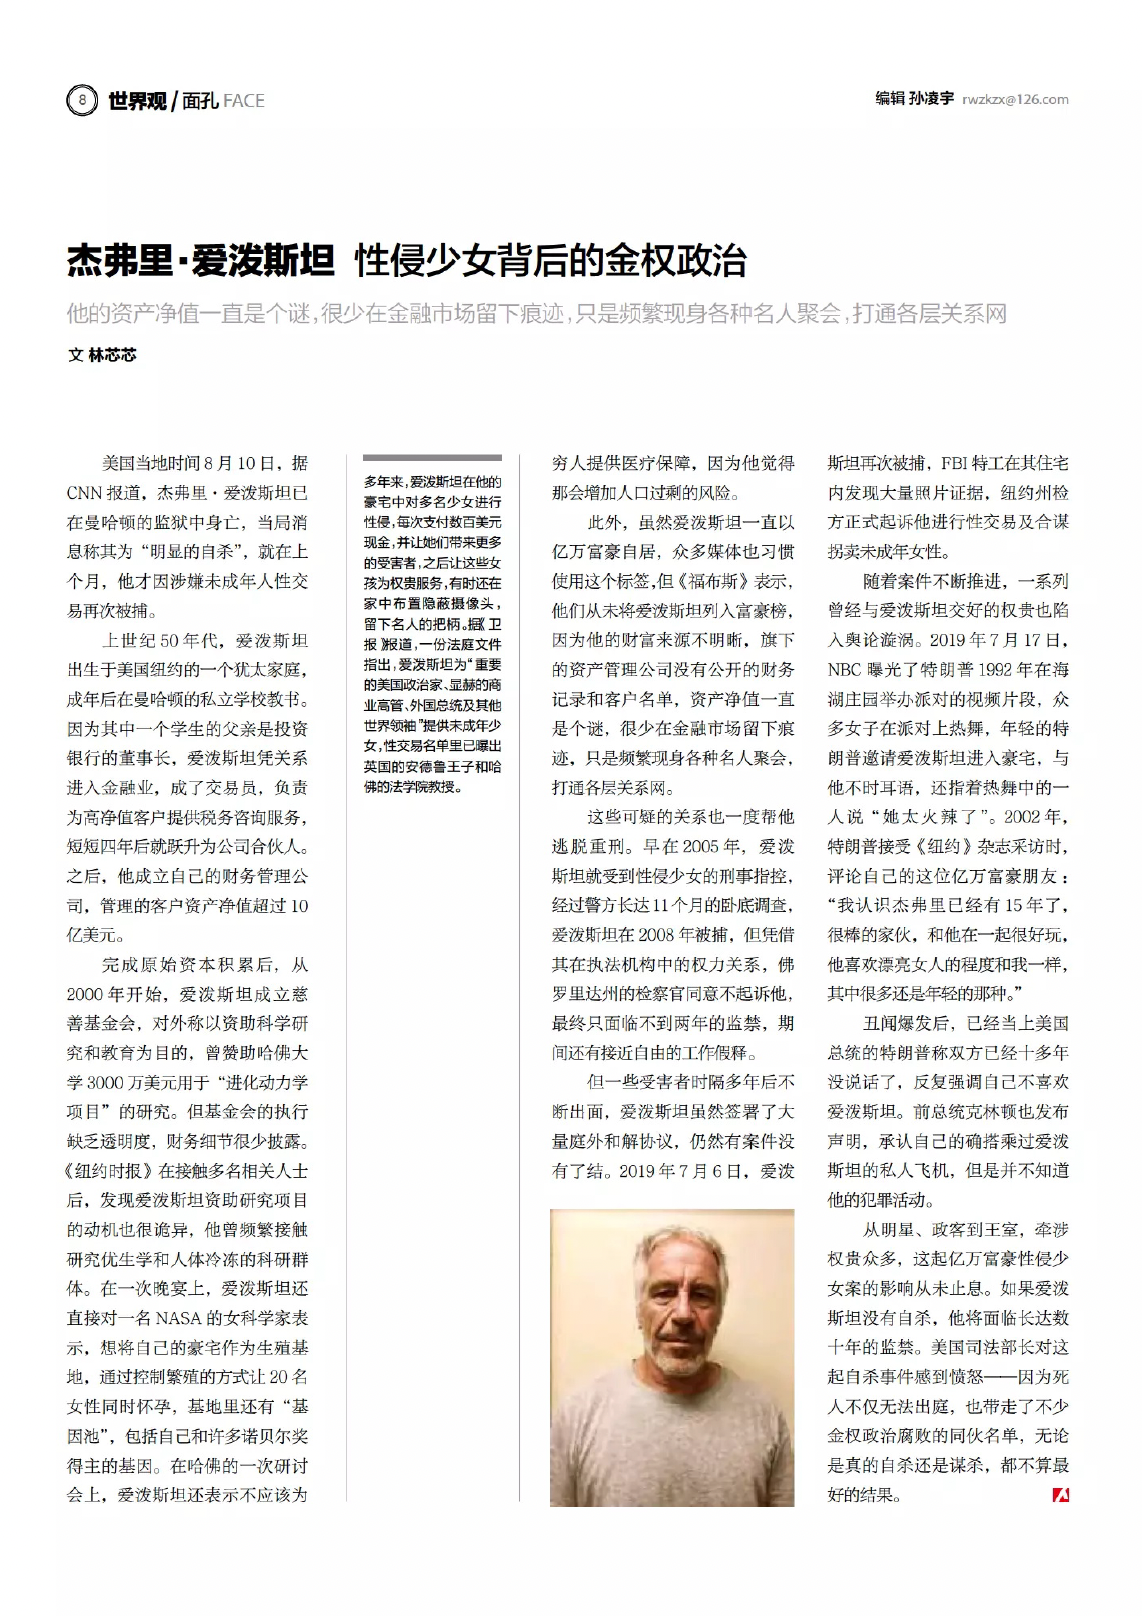 8 世界观 / 面孔 FACE
编辑 孙凌宇 rwzkzx@126.com
杰弗里·爱泼斯坦 性侵少女背后的金权政治
他的资产净值一直是个谜,很少在金融市场留下痕迹,只是频繁现身各种名人聚会,打通各层关系网
文 林芯芯
美国当地时间8月10日，据
CNN报道，杰弗里·爱泼斯坦已
在曼哈顿的监狱中身亡，当局消
息称其为“明显的自杀”，就在上
个月，他才因涉嫌未成年人性交
易再次被捕。
上世纪50年代，爱泼斯坦
出生于美国纽约的一个犹太家庭，
成年后在曼哈顿的私立学校教书。
因为其中一个学生的父亲是投资
银行的董事长，爱泼斯坦凭关系
进入金融业，成了交易员，负责
为高净值客户提供税务咨询服务，
短短四年后就跃升为公司合伙人。
之后，他成立自己的财务管理公
司，管理的客户资产净值超过10
亿美元。
完成原始资本积累后，从
2000年开始，爱泼斯坦成立慈
善基金会，对外称以资助科学研
究和教育为目的，曾赞助哈佛大
学3000万美元用于“进化动力学
项目”的研究。但基金会的执行
缺乏透明度，财务细节很少披露。
《纽约时报》在接触多名相关人士
后，发现爱泼斯坦资助研究项目
的动机也很诡异，他曾频繁接触
研究优生学和人体冷冻的科研群
体。在一次晚宴上，爱泼斯坦还
直接对一名NASA的女科学家表
示，想将自己的豪宅作为生殖基
地，通过控制繁殖的方式让20名
女性同时怀孕，基地里还有“基
因池”，包括自己和许多诺贝尔奖
得主的基因。在哈佛的一次研讨
会上，爱泼斯坦还表示不应该为
多年来,爱泼斯坦在他的
豪宅中对多名少女进行
性侵,每次支付数百美元
现金,并让她们带来更多
的受害者,之后让这些女
孩为权贵服务,有时还在
家中布置隐蔽摄像头,
留下名人的把柄。据《卫
报》报道,一份法庭文件
指出,爱泼斯坦为“重要
的美国政治家、显赫的商
业高管、外国总统及其他
世界领袖”提供未成年少
女,性交易名单里已曝出
英国的安德鲁王子和哈
佛的法学院教授。
穷人提供医疗保障，因为他觉得
那会增加人口过剩的风险。
此外，虽然爱泼斯坦一直以
亿万富豪自居，众多媒体也习惯
使用这个标签,但《福布斯》表示，
他们从未将爱泼斯坦列入富豪榜，
因为他的财富来源不明晰，旗下
的资产管理公司没有公开的财务
记录和客户名单，资产净值一直
是个谜，很少在金融市场留下痕
迹，只是频繁现身各种名人聚会，
打通各层关系网。
这些可疑的关系也一度帮他
逃脱重刑。早在2005年，爱泼
斯坦就受到性侵少女的刑事指控，
经过警方长达11个月的卧底调查，
爱泼斯坦在2008年被捕，但凭借
其在执法机构中的权力关系，佛
罗里达州的检察官同意不起诉他，
最终只面临不到两年的监禁，期
间还有接近自由的工作假释。
但一些受害者时隔多年后不
断出面，爱泼斯坦虽然签署了大
量庭外和解协议，仍然有案件没
有了结。2019年7月6日，爱泼
斯坦再次被捕，FBI特工在其住宅
内发现大量照片证据，纽约州检
方正式起诉他进行性交易及合谋
拐卖未成年女性。
随着案件不断推进，一系列
曾经与爱泼斯坦交好的权贵也陷
入舆论漩涡。2019年7月17日，
NBC曝光了特朗普1992年在海
湖庄园举办派对的视频片段，众
多女子在派对上热舞，年轻的特
朗普邀请爱泼斯坦进入豪宅，与
他不时耳语，还指着热舞中的一
人说“她太火辣了”。2002年，
特朗普接受《纽约》杂志采访时，
评论自己的这位亿万富豪朋友：
“我认识杰弗里已经有15年了，
很棒的家伙，和他在一起很好玩，
他喜欢漂亮女人的程度和我一样，
其中很多还是年轻的那种。”
丑闻爆发后，已经当上美国
总统的特朗普称双方已经十多年
没说话了，反复强调自己不喜欢
爱泼斯坦。前总统克林顿也发布
声明，承认自己的确搭乘过爱泼
斯坦的私人飞机，但是并不知道
他的犯罪活动。
从明星、政客到王室，牵涉
权贵众多，这起亿万富豪性侵少
女案的影响从未止息。如果爱泼
斯坦没有自杀，他将面临长达数
十年的监禁。美国司法部长对这
起自杀事件感到愤怒——因为死
人不仅无法出庭，也带走了不少
金权政治腐败的同伙名单，无论
是真的自杀还是谋杀，都不算最
好的结果。